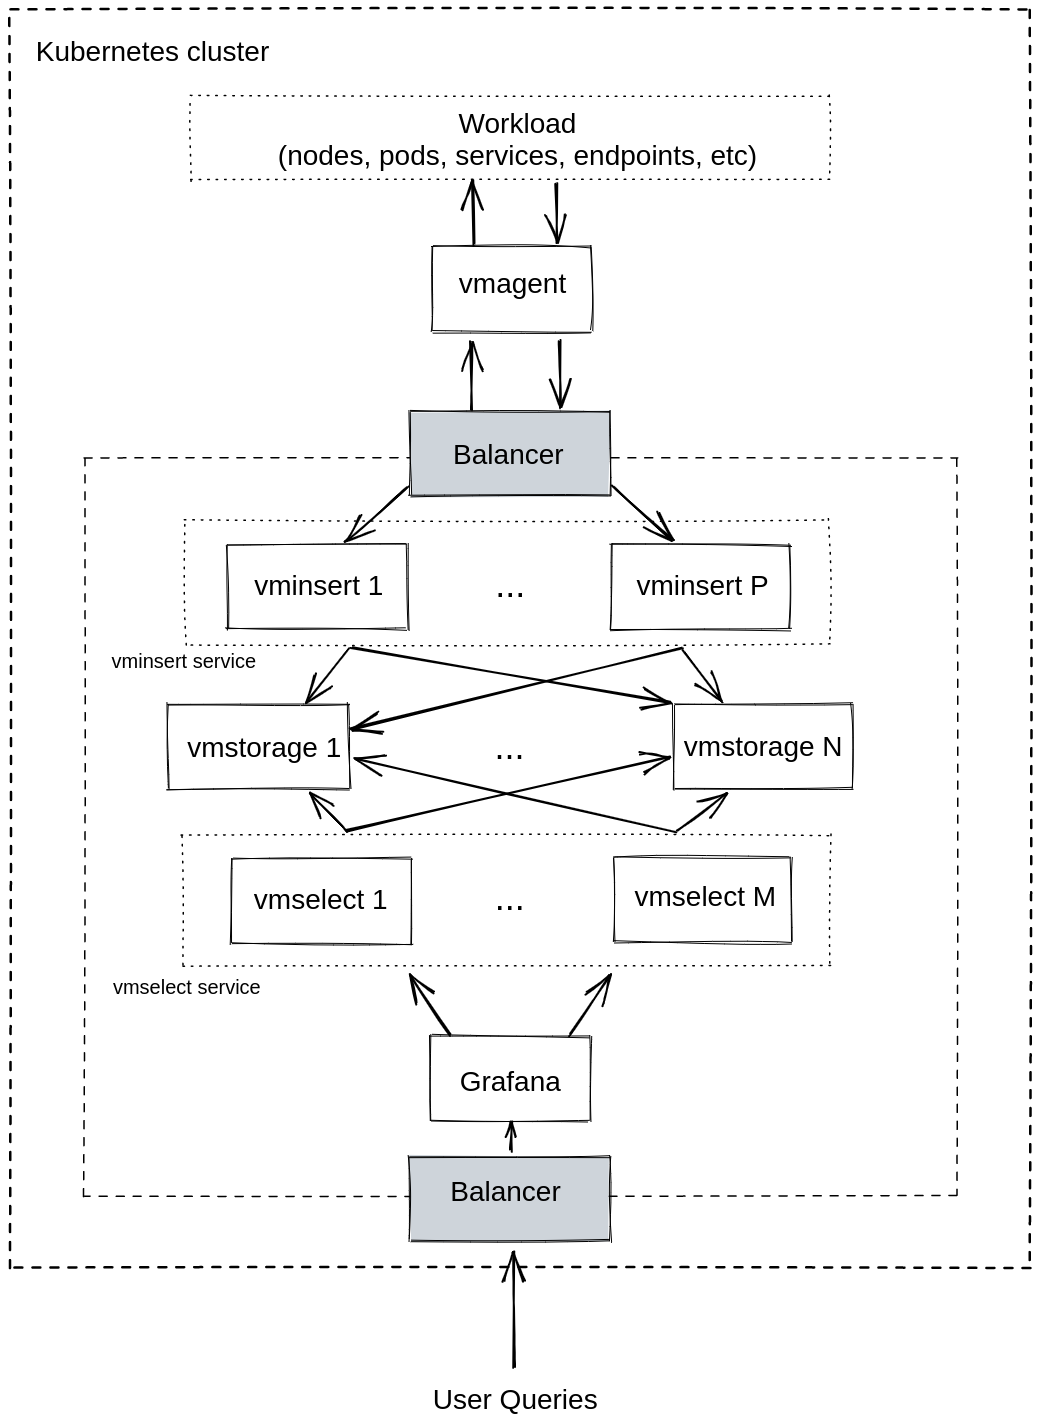 Kubernetes cluster
Workload
(nodes, pods, services, endpoints, etc)
vmagent
Balancer
vminsert 1
...
vminsert P
vminsert service
vmstorage 1
...
vmstorage N
vmselect 1
...
vmselect M
vmselect service
Grafana
Balancer
User Queries